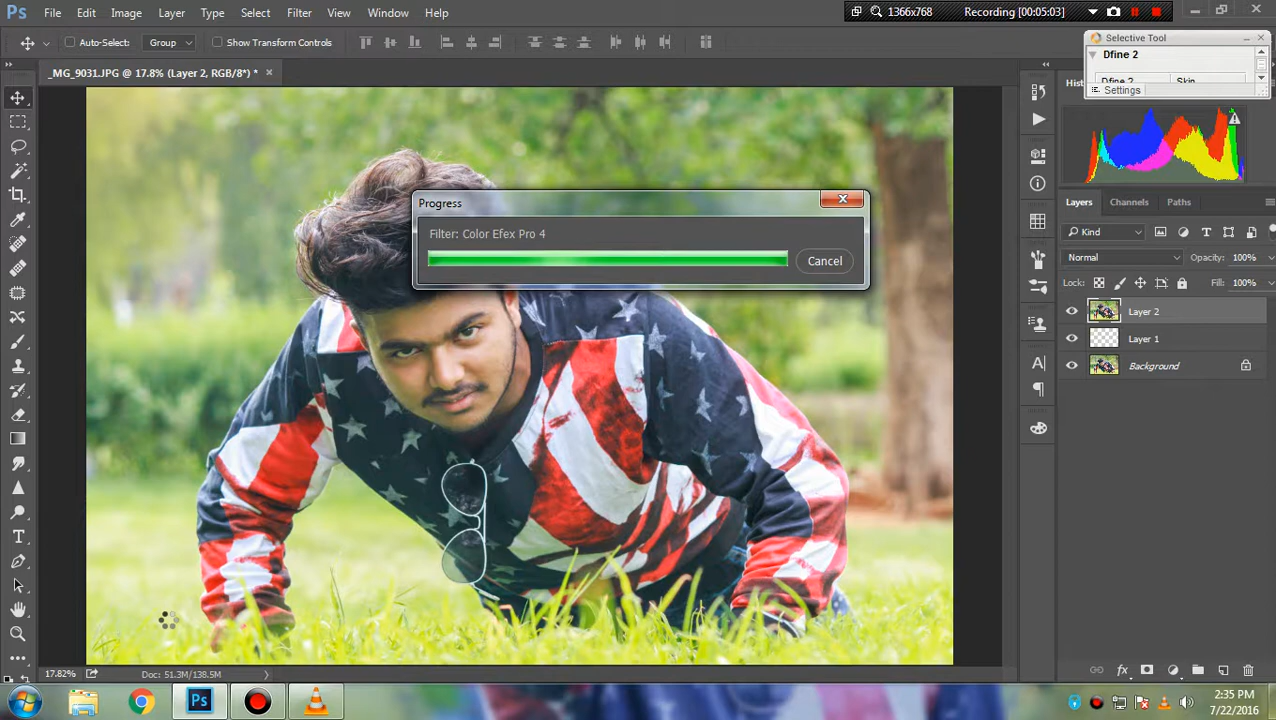 Ps File Edit Image Layer Type Select Filter View Window Help
1366x768 Recording [00:05:03]
Auto-Select: Group Show Transform Controls
Selective Tool
Dfine 2
Dfine 2 Skin
Settings
_MG_9031.JPG @ 17.8% (Layer 2, RGB/8*) *
Progress
Filter: Color Efex Pro 4
Cancel
Layers Channels Paths
Kind
Normal Opacity: 100%
Lock: Fill: 100%
Layer 2
Layer 1
Background
17.82% Doc: 51.3M/138.5M
Ps
2:35 PM
7/22/2016